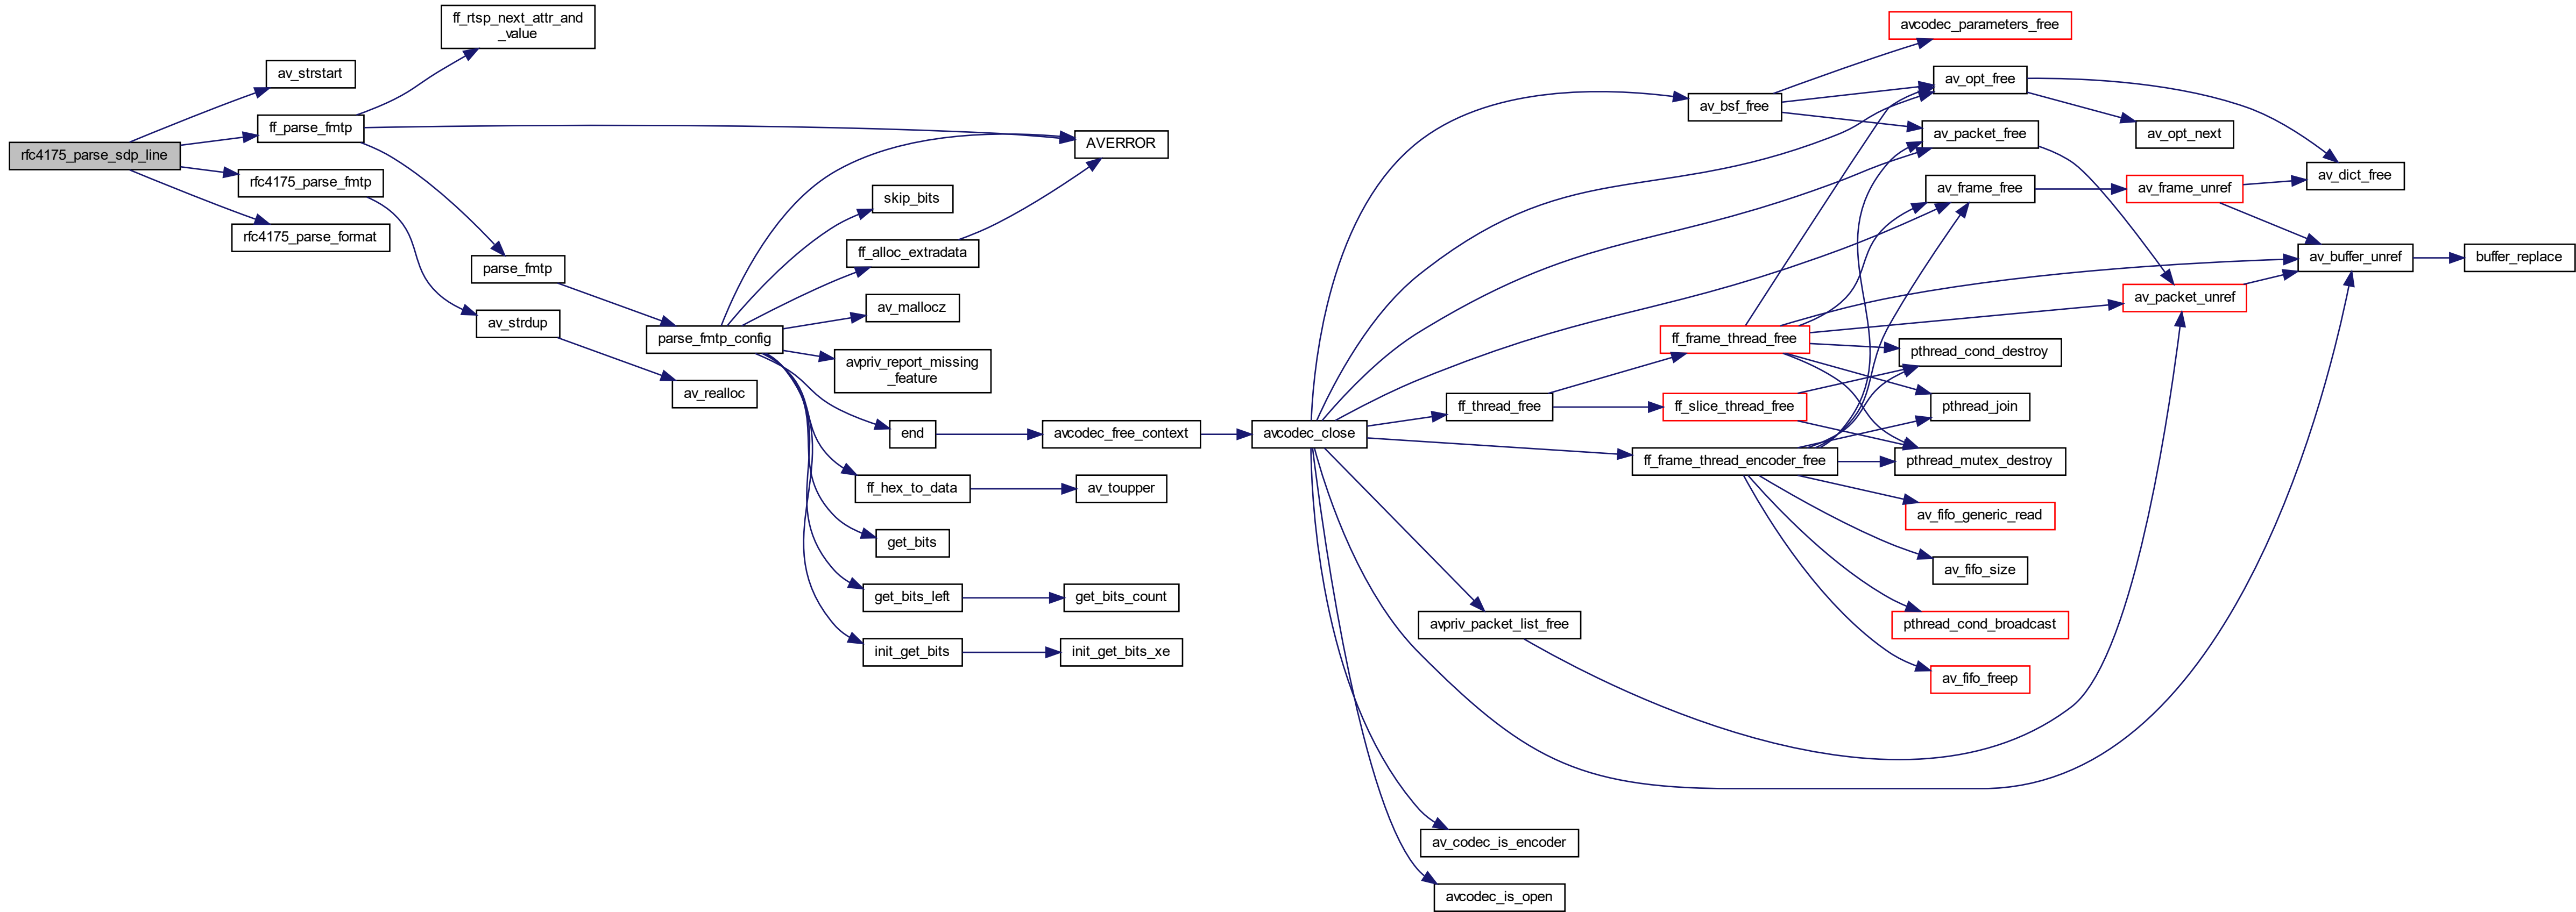 rfc4175_parse_sdp_line
av_strstart
ff_parse_fmtp
rfc4175_parse_fmtp
rfc4175_parse_format
ff_rtsp_next_attr_and
_value
parse_fmtp
av_strdup
parse_fmtp_config
av_realloc
AVERROR
skip_bits
ff_alloc_extradata
av_mallocz
avpriv_report_missing
_feature
end
ff_hex_to_data
get_bits
get_bits_left
init_get_bits
avcodec_free_context
av_toupper
get_bits_count
init_get_bits_xe
avcodec_close
ff_thread_free
avpriv_packet_list_free
av_codec_is_encoder
avcodec_is_open
av_bsf_free
ff_frame_thread_free
ff_slice_thread_free
ff_frame_thread_encoder_free
avcodec_parameters_free
av_opt_free
av_packet_free
av_frame_free
pthread_cond_destroy
pthread_join
pthread_mutex_destroy
av_fifo_generic_read
av_fifo_size
pthread_cond_broadcast
av_fifo_freep
av_opt_next
av_frame_unref
av_packet_unref
av_dict_free
av_buffer_unref
buffer_replace